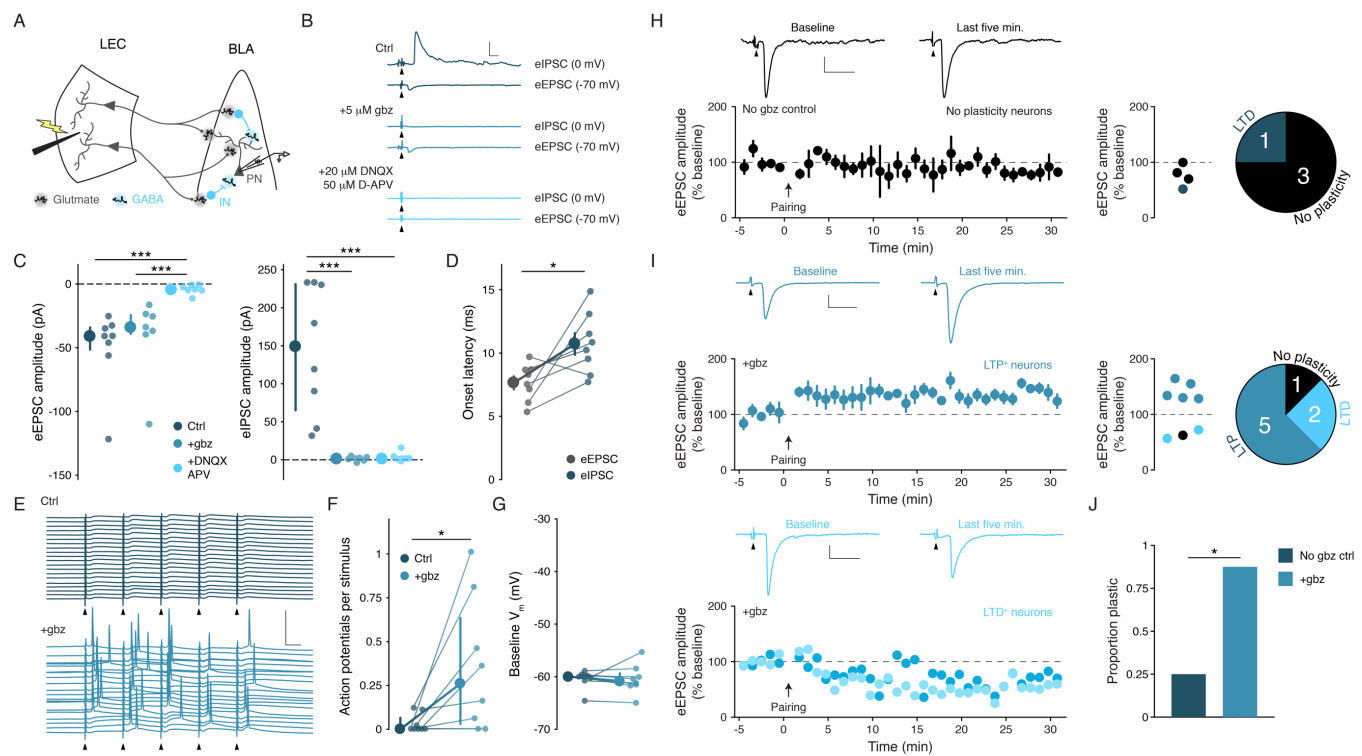 A
LEC
BLA
PN
Glutmate
GABA
IN
B
Ctrl
eIPSC (0 mV)
eEPSC (-70 mV)
+5 μM gbz
eIPSC (0 mV)
eEPSC (-70 mV)
+20 μM DNQX
50 μM D-APV
eIPSC (0 mV)
eEPSC (-70 mV)
C
***
***
eEPSC amplitude (pA)
0
-50
-100
-150
Ctrl
+gbz
+DNQX
APV
***
***
eIPSC amplitude (pA)
250
200
150
100
50
0
D
*
Onset latency (ms)
15
10
5
0
eEPSC
eIPSC
E
Ctrl
+gbz
F
*
Action potentials per stimulus
1
0.75
0.5
0.25
0
Ctrl
+gbz
G
Baseline Vm (mV)
-30
-40
-50
-60
-70
H
Baseline
Last five min.
eEPSC amplitude
(% baseline)
200
100
0
No gbz control
No plasticity neurons
Pairing
-5 0 5 10 15 20 25 30
Time (min)
eEPSC amplitude
(% baseline)
200
100
0
LTD
1
3
No plasticity
I
Baseline
Last five min.
eEPSC amplitude
(% baseline)
200
100
0
+gbz
LTP+ neurons
Pairing
-5 0 5 10 15 20 25 30
Time (min)
eEPSC amplitude
(% baseline)
200
100
0
No plasticity
1
2
LTD
5
LTP
Baseline
Last five min.
eEPSC amplitude
(% baseline)
200
100
0
+gbz
LTD+ neurons
Pairing
-5 0 5 10 15 20 25 30
Time (min)
J
*
Proportion plastic
1
0.75
0.5
0.25
0
No gbz ctrl
+gbz